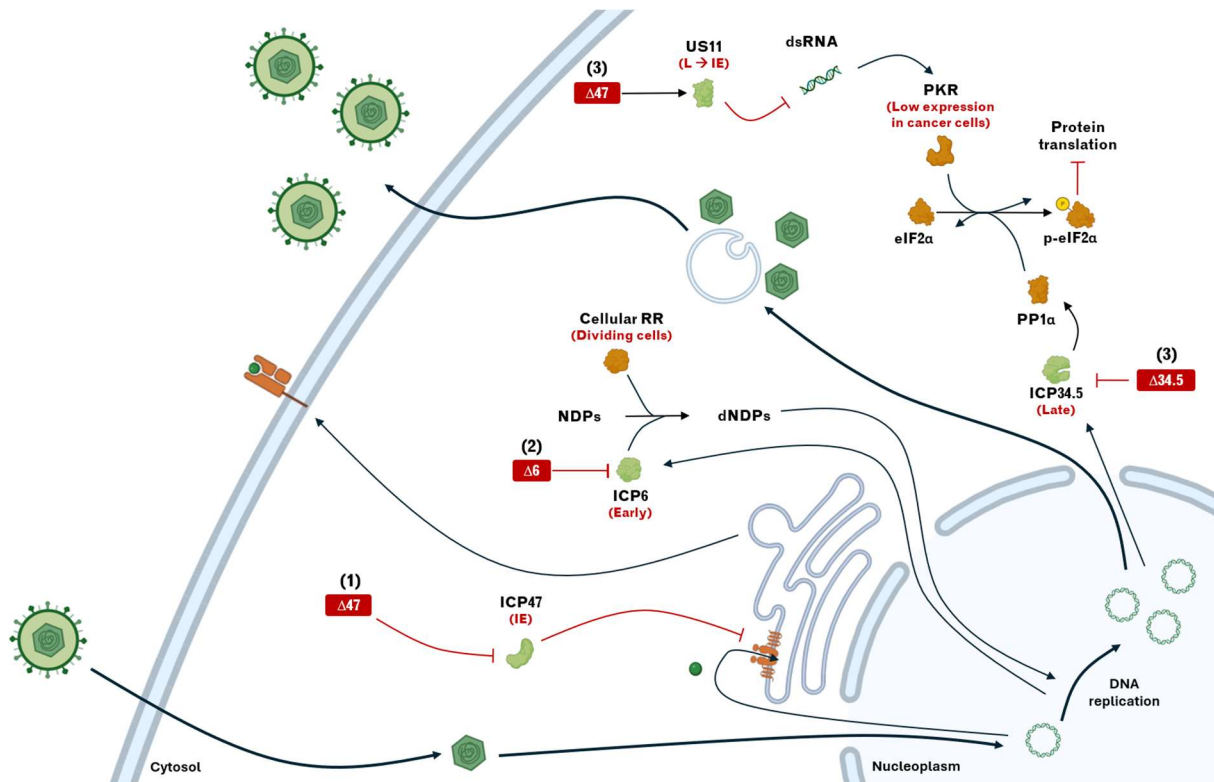 (3)
Δ47
US11
(L → IE)
dsRNA
PKR
(Low expression
in cancer cells)
Protein
translation
P
eIF2α
p-eIF2α
PP1α
(3)
Δ34.5
ICP34.5
(Late)
Cellular RR
(Dividing cells)
NDPs
dNDPs
(2)
Δ6
ICP6
(Early)
(1)
Δ47
ICP47
(IE)
DNA
replication
Cytosol
Nucleoplasm